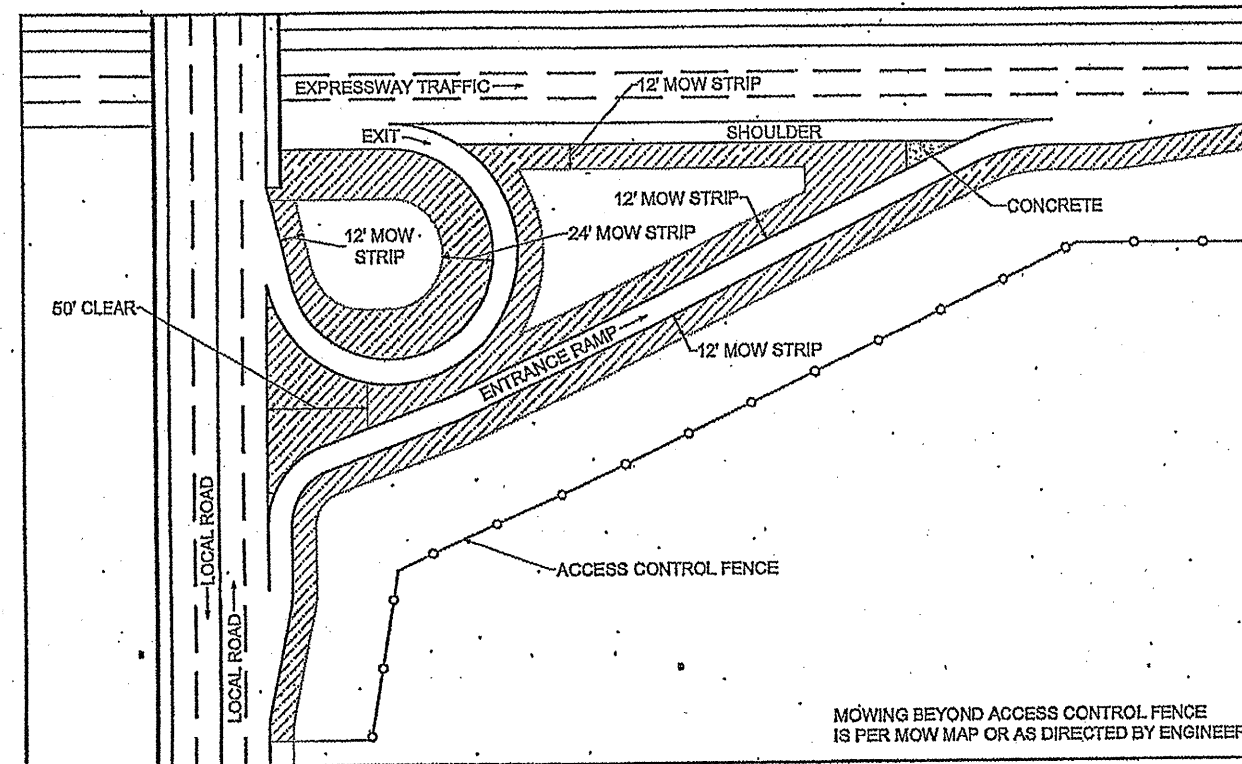 EXPRESSWAY TRAFFIC
12' MOW STRIP
EXIT
SHOULDER
12' MOW STRIP
CONCRETE
12' MOW
STRIP
24' MOW STRIP
50' CLEAR
ENTRANCE RAMP
12' MOW STRIP
LOCAL ROAD
LOCAL ROAD
ACCESS CONTROL FENCE
MOWING BEYOND ACCESS CONTROL FENCE
IS PER MOW MAP OR AS DIRECTED BY ENGINEER